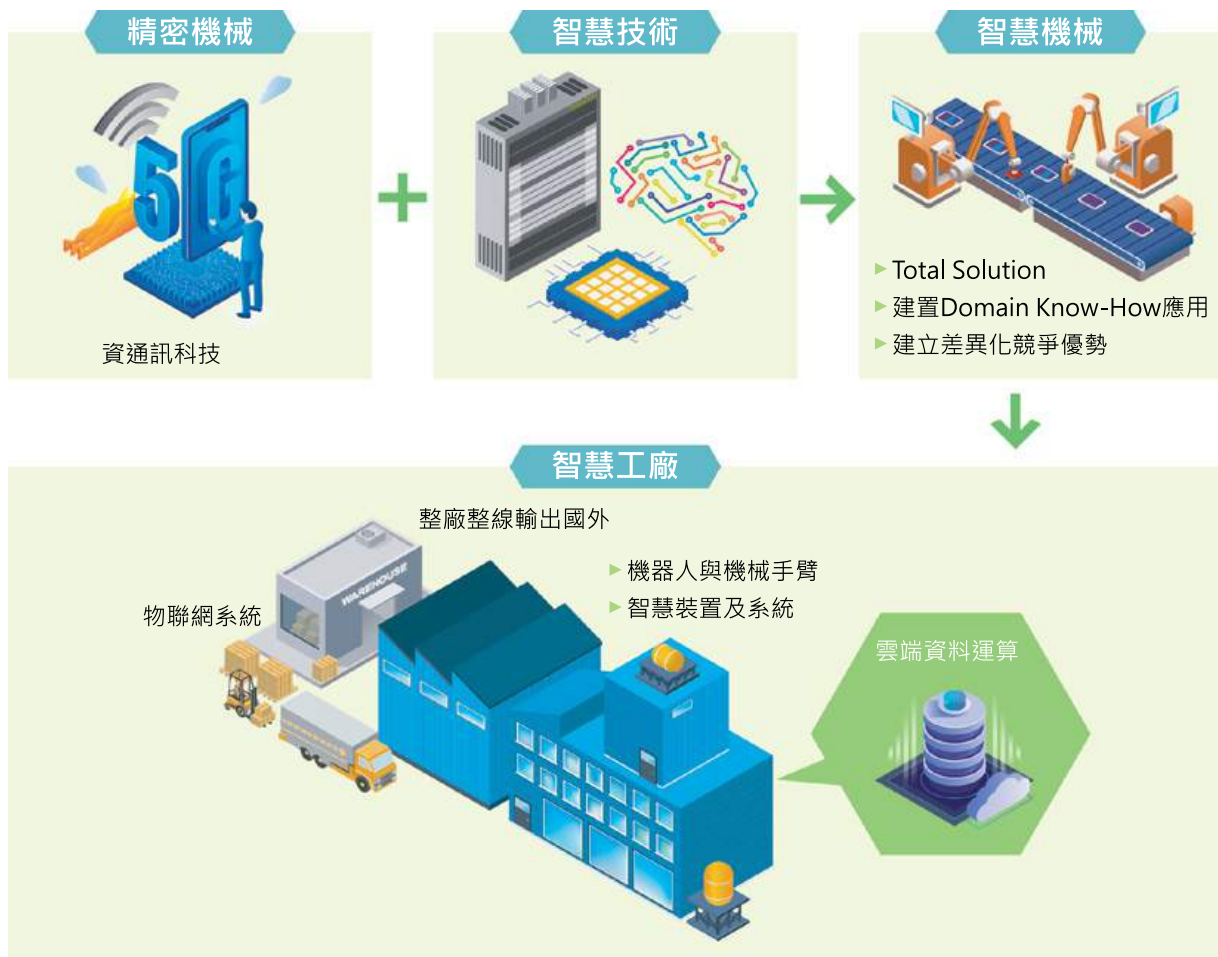 精密機械
5G
資通訊科技
智慧技術
智慧機械
Total Solution
建置Domain Know-How應用
建立差異化競爭優勢
智慧工廠
整廠整線輸出國外
機器人與機械手臂
智慧裝置及系統
物聯網系統
WAREHOUSE
雲端資料運算